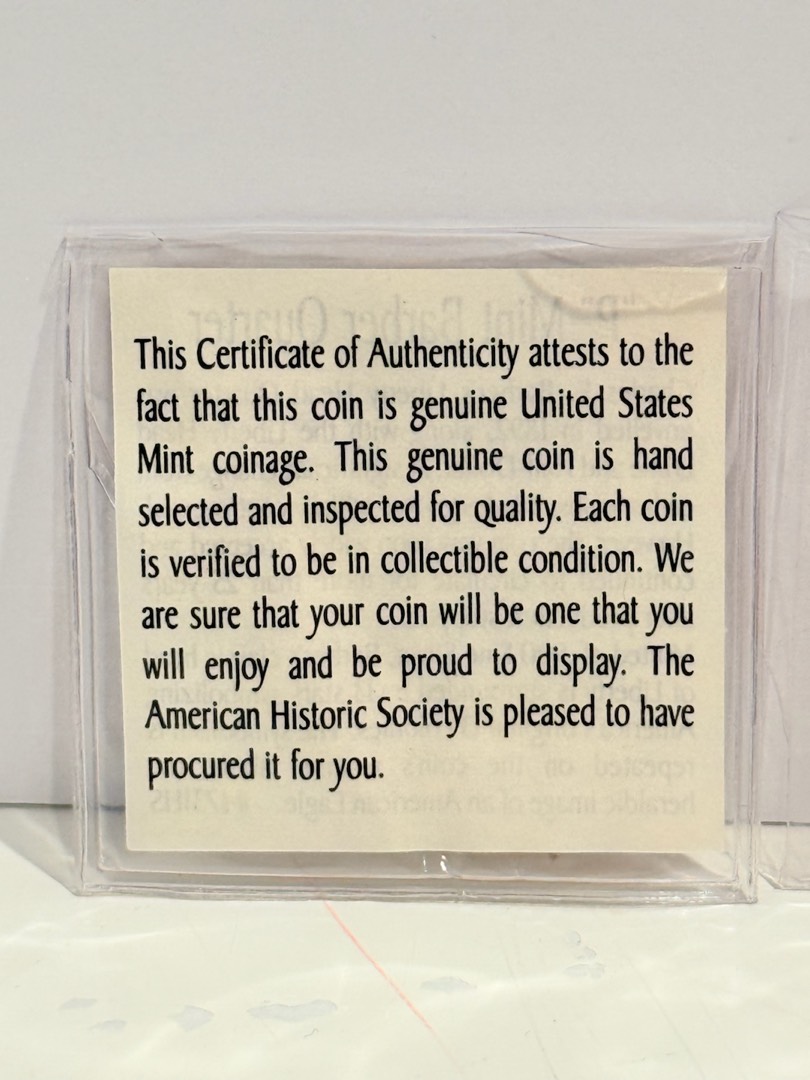 This Certificate of Authenticity attests to the
fact that this coin is genuine United States
Mint coinage. This genuine coin is hand
selected and inspected for quality. Each coin
is verified to be in collectible condition. We
are sure that your coin will be one that you
will enjoy and be proud to display. The
American Historic Society is pleased to have
procured it for you.